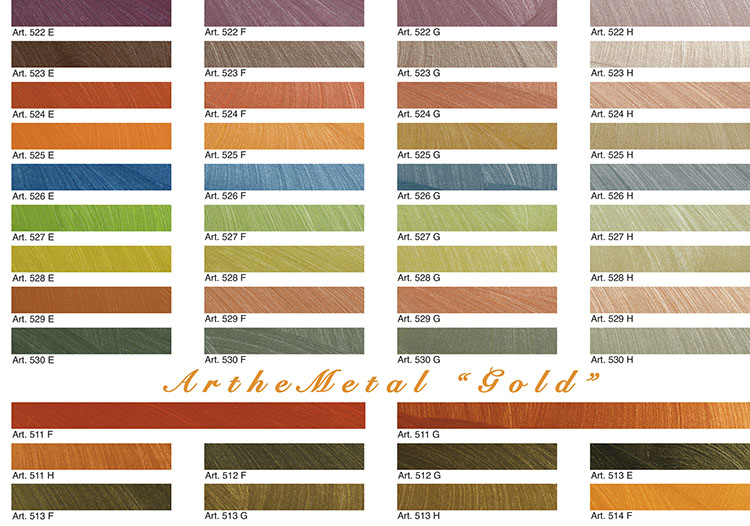 Art. 522 E Art. 522 F Art. 522 G Art. 522 H
Art. 523 E Art. 523 F Art. 523 G Art. 523 H
Art. 524 E Art. 524 F Art. 524 G Art. 524 H
Art. 525 E Art. 525 F Art. 525 G Art. 525 H
Art. 526 E Art. 526 F Art. 526 G Art. 526 H
Art. 527 E Art. 527 F Art. 527 G Art. 527 H
Art. 528 E Art. 528 F Art. 528 G Art. 528 H
Art. 529 E Art. 529 F Art. 529 G Art. 529 H
Art. 530 E Art. 530 F Art. 530 G Art. 530 H
ArtheMetal “Gold”
Art. 511 F Art. 511 G
Art. 511 H Art. 512 F Art. 512 G Art. 513 E
Art. 513 F Art. 513 G Art. 513 H Art. 514 F